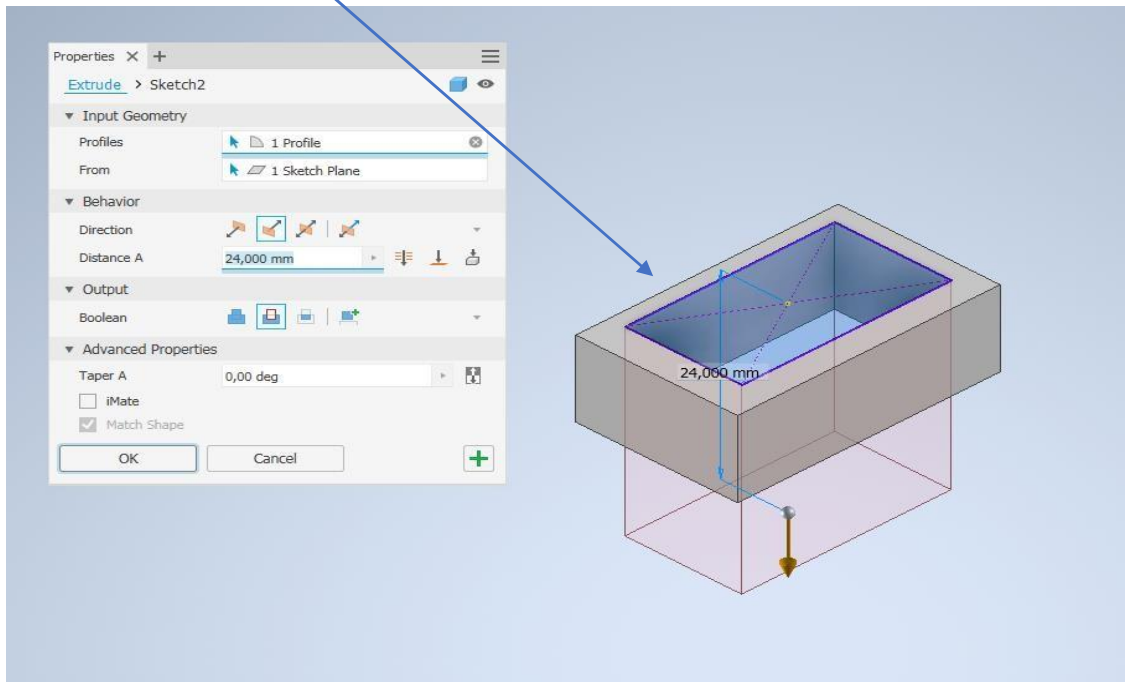 Properties
Extrude > Sketch2
Input Geometry
Profiles 1 Profile
From 1 Sketch Plane
Behavior
Direction
Distance A 24,000 mm
Output
Boolean
Advanced Properties
Taper A 0,00 deg
iMate
Match Shape
OK Cancel
24,000 mm